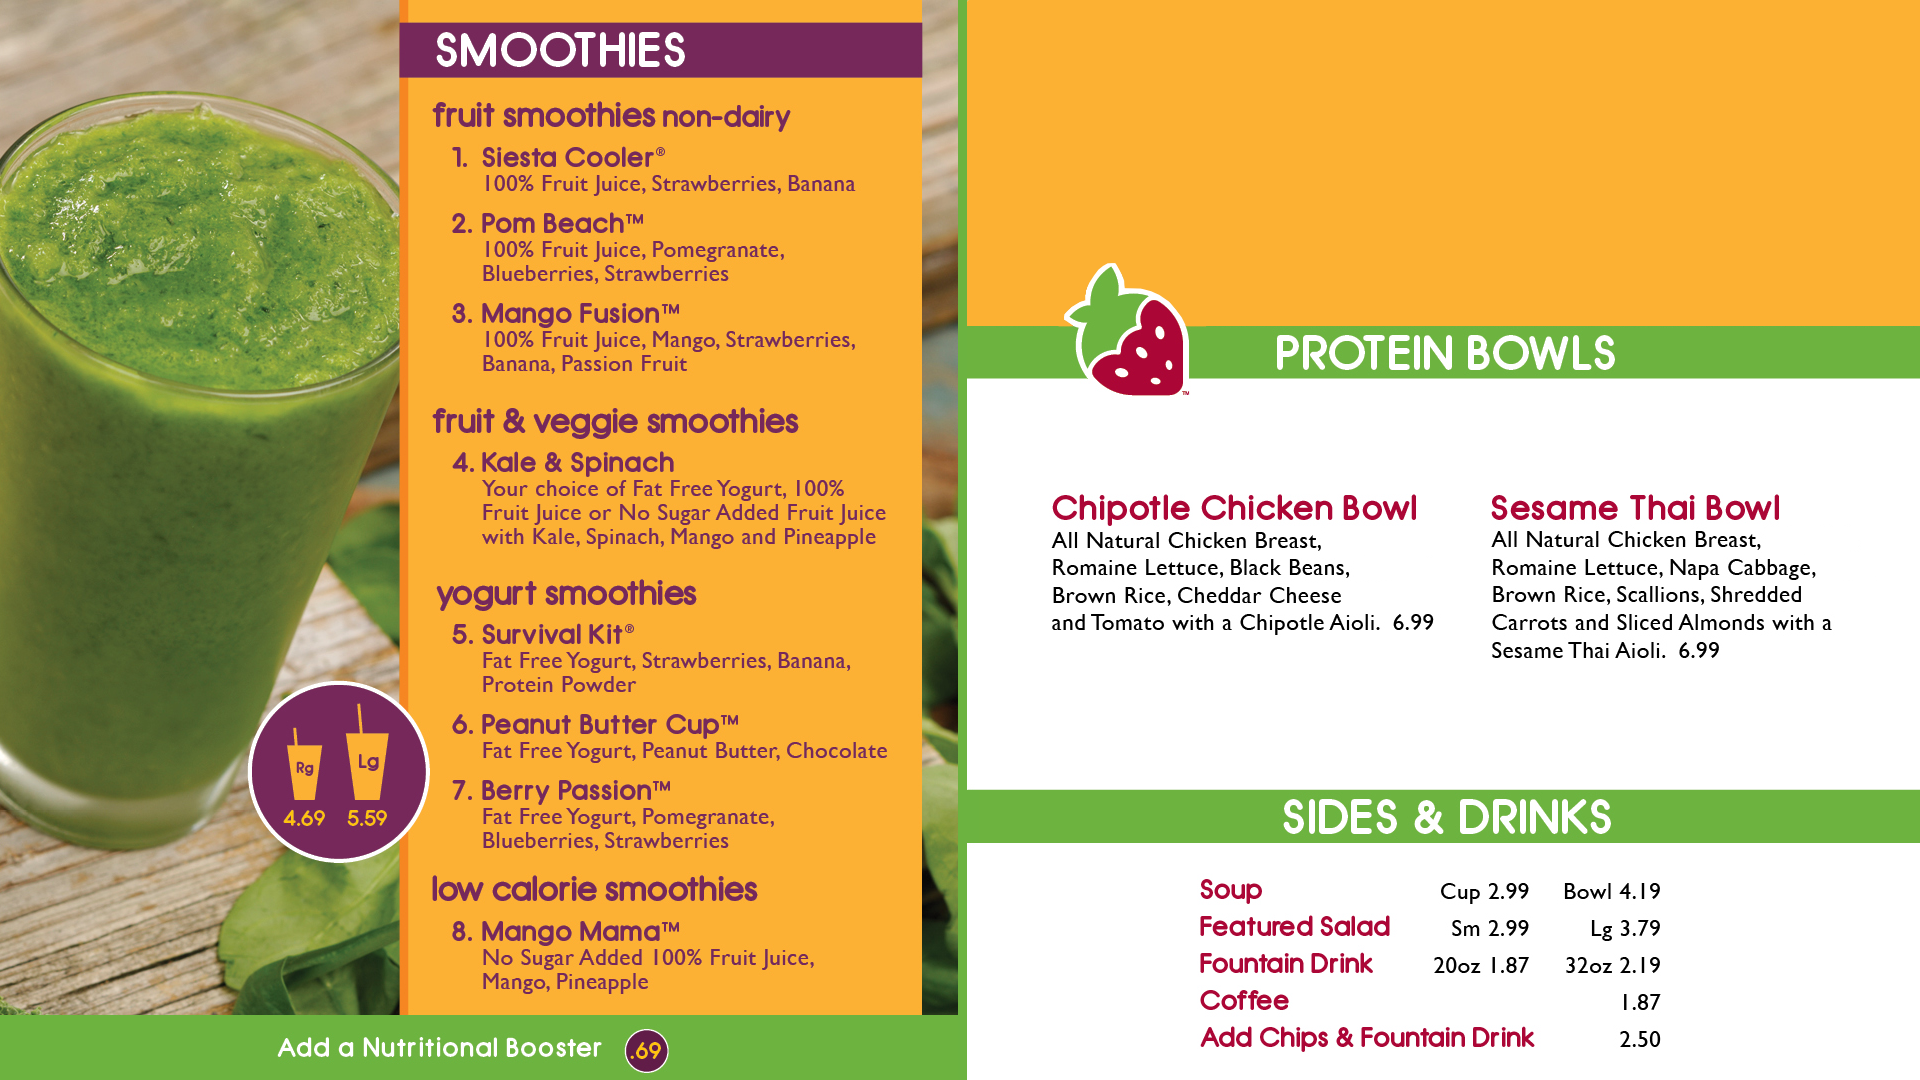 SMOOTHIES
fruit smoothies non-dairy
1. Siesta Cooler®
100% Fruit Juice, Strawberries, Banana
2. Pom Beach™
100% Fruit Juice, Pomegranate,
Blueberries, Strawberries
3. Mango Fusion™
100% Fruit Juice, Mango, Strawberries,
Banana, Passion Fruit
fruit & veggie smoothies
4. Kale & Spinach
Your choice of Fat Free Yogurt, 100%
Fruit Juice or No Sugar Added Fruit Juice
with Kale, Spinach, Mango and Pineapple
yogurt smoothies
5. Survival Kit®
Fat Free Yogurt, Strawberries, Banana,
Protein Powder
6. Peanut Butter Cup™
Fat Free Yogurt, Peanut Butter, Chocolate
7. Berry Passion™
Fat Free Yogurt, Pomegranate,
Blueberries, Strawberries
low calorie smoothies
8. Mango Mama™
No Sugar Added 100% Fruit Juice,
Mango, Pineapple
Rg Lg
4.69 5.59
Add a Nutritional Booster .69
™
PROTEIN BOWLS
Chipotle Chicken Bowl
All Natural Chicken Breast,
Romaine Lettuce, Black Beans,
Brown Rice, Cheddar Cheese
and Tomato with a Chipotle Aioli. 6.99
Sesame Thai Bowl
All Natural Chicken Breast,
Romaine Lettuce, Napa Cabbage,
Brown Rice, Scallions, Shredded
Carrots and Sliced Almonds with a
Sesame Thai Aioli. 6.99
SIDES & DRINKS
Soup Cup 2.99 Bowl 4.19
Featured Salad Sm 2.99 Lg 3.79
Fountain Drink 20oz 1.87 32oz 2.19
Coffee 1.87
Add Chips & Fountain Drink 2.50